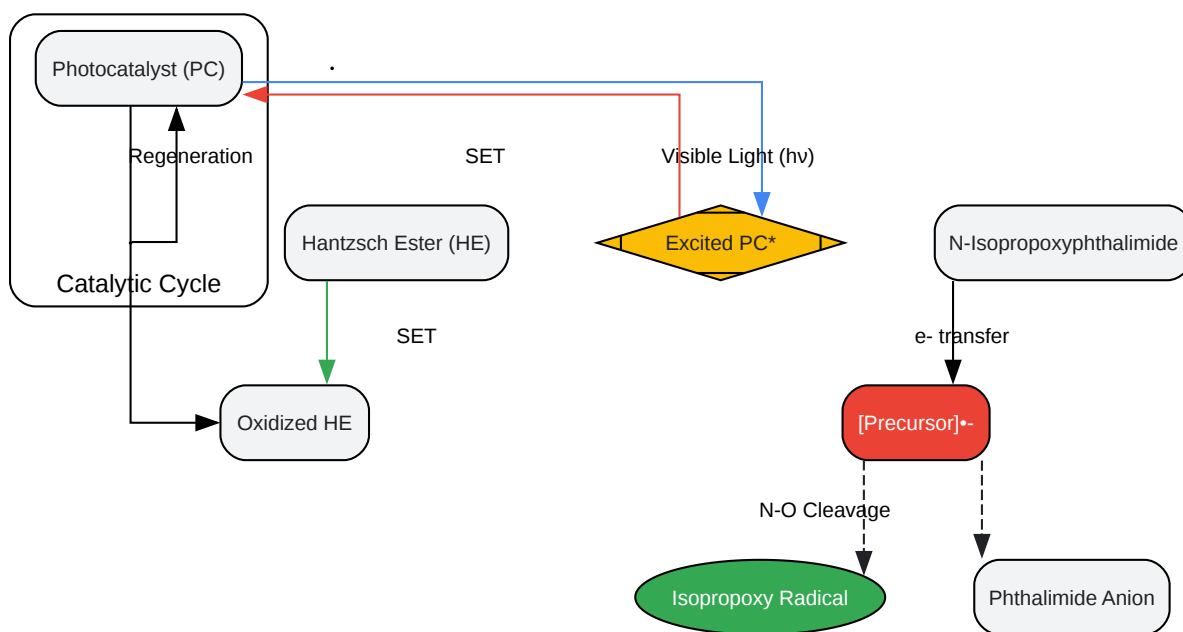 Photocatalyst (PC)
.
Regeneration
SET
Visible Light (hν)
Hantzsch Ester (HE)
Excited PC*
N-Isopropoxyphthalimide
Catalytic Cycle
SET
e- transfer
Oxidized HE
[Precursor]•-
N-O Cleavage
Isopropoxy Radical
Phthalimide Anion